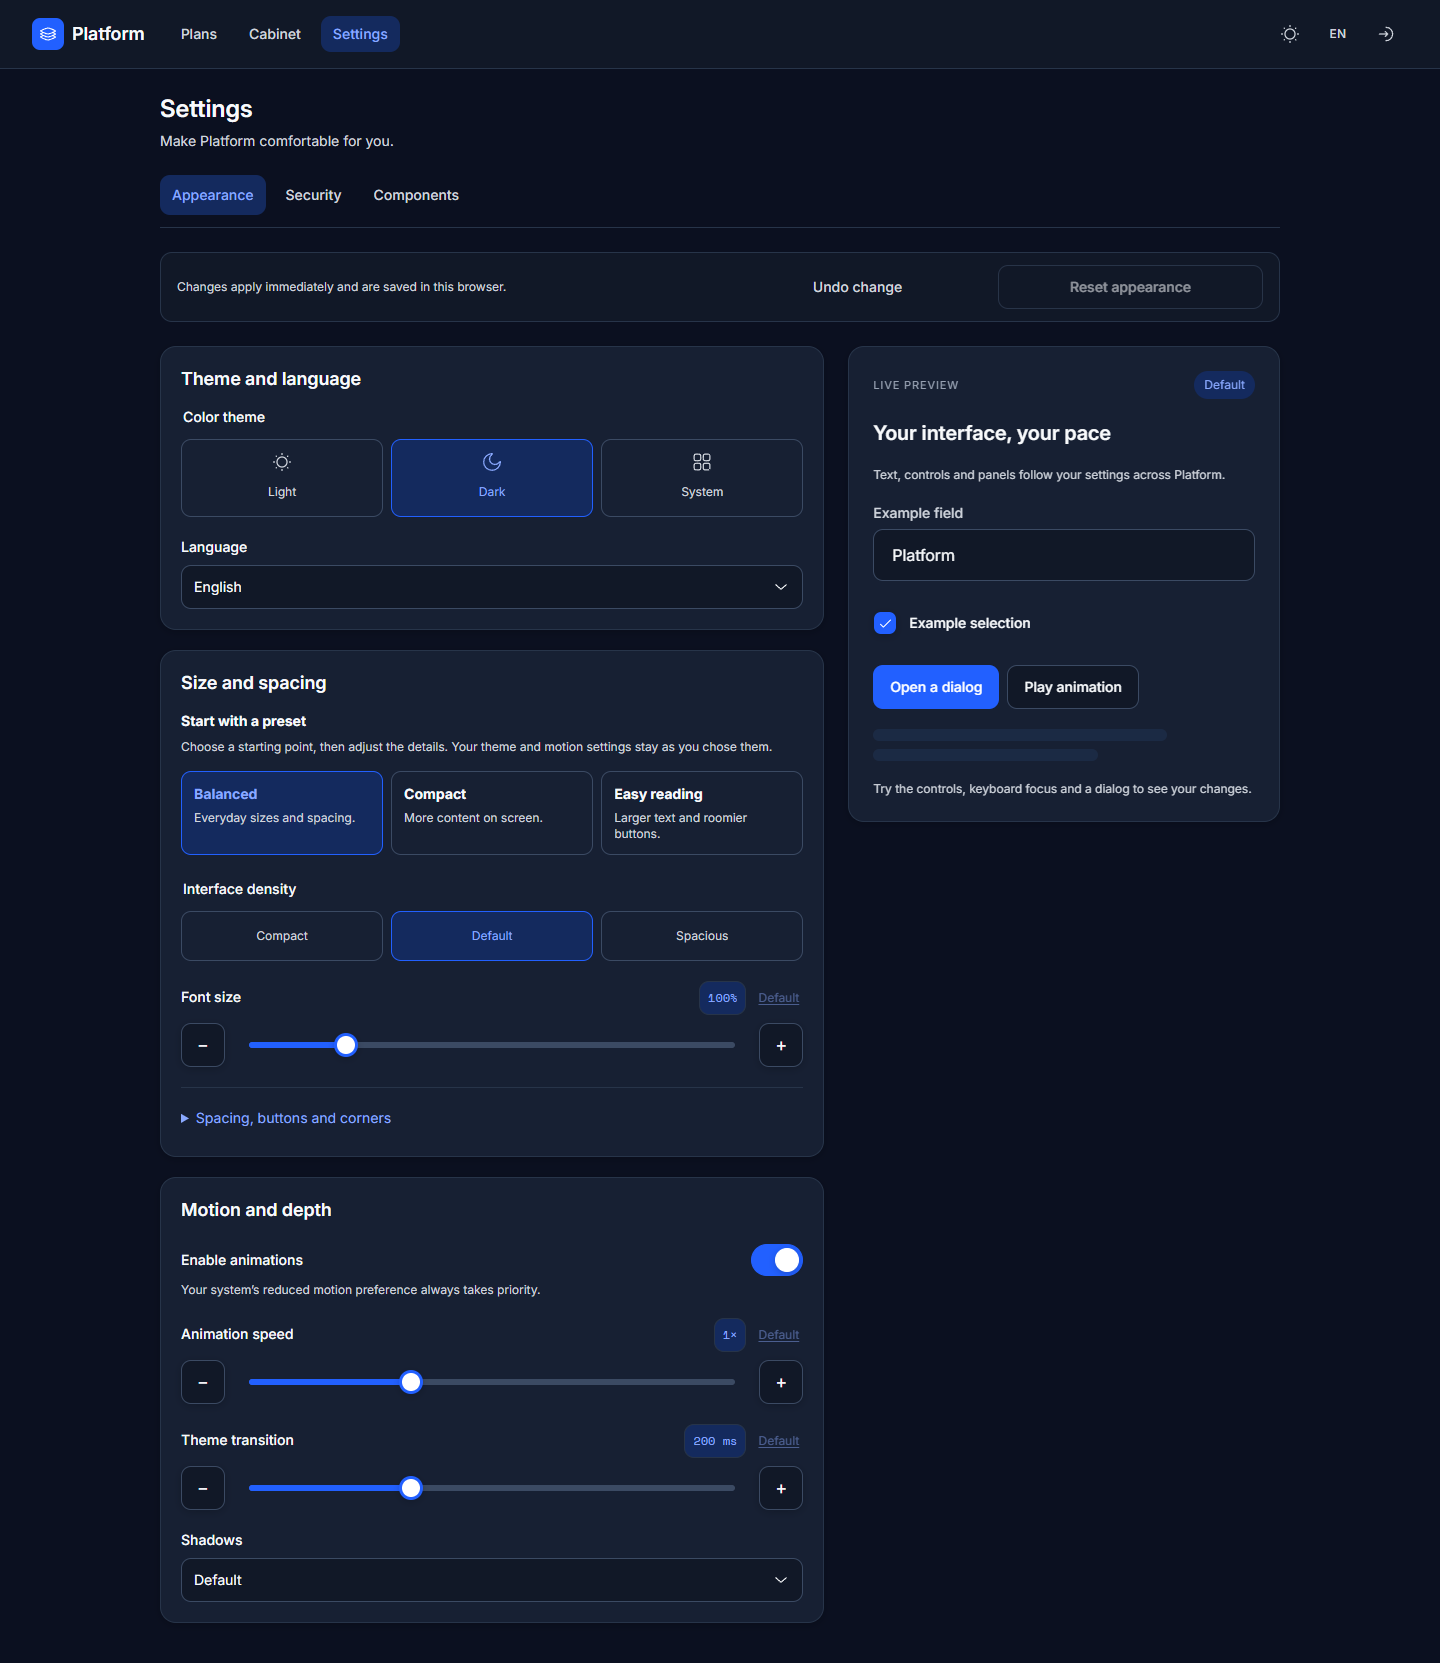 Platform
Plans
Cabinet
Settings
EN
Settings
Make Platform comfortable for you.
Appearance
Security
Components
Changes apply immediately and are saved in this browser.
Undo change
Reset appearance
Theme and language
Color theme
Light
Dark
System
Language
English
Size and spacing
Start with a preset
Choose a starting point, then adjust the details. Your theme and motion settings stay as you chose them.
Balanced
Everyday sizes and spacing.
Compact
More content on screen.
Easy reading
Larger text and roomier
buttons.
Interface density
Compact
Default
Spacious
Font size
100%
Default
−
+
Spacing, buttons and corners
Motion and depth
Enable animations
Your system's reduced motion preference always takes priority.
Animation speed
1×
Default
−
+
Theme transition
200 ms
Default
−
+
Shadows
Default
LIVE PREVIEW
Default
Your interface, your pace
Text, controls and panels follow your settings across Platform.
Example field
Platform
Example selection
Open a dialog
Play animation
Try the controls, keyboard focus and a dialog to see your changes.